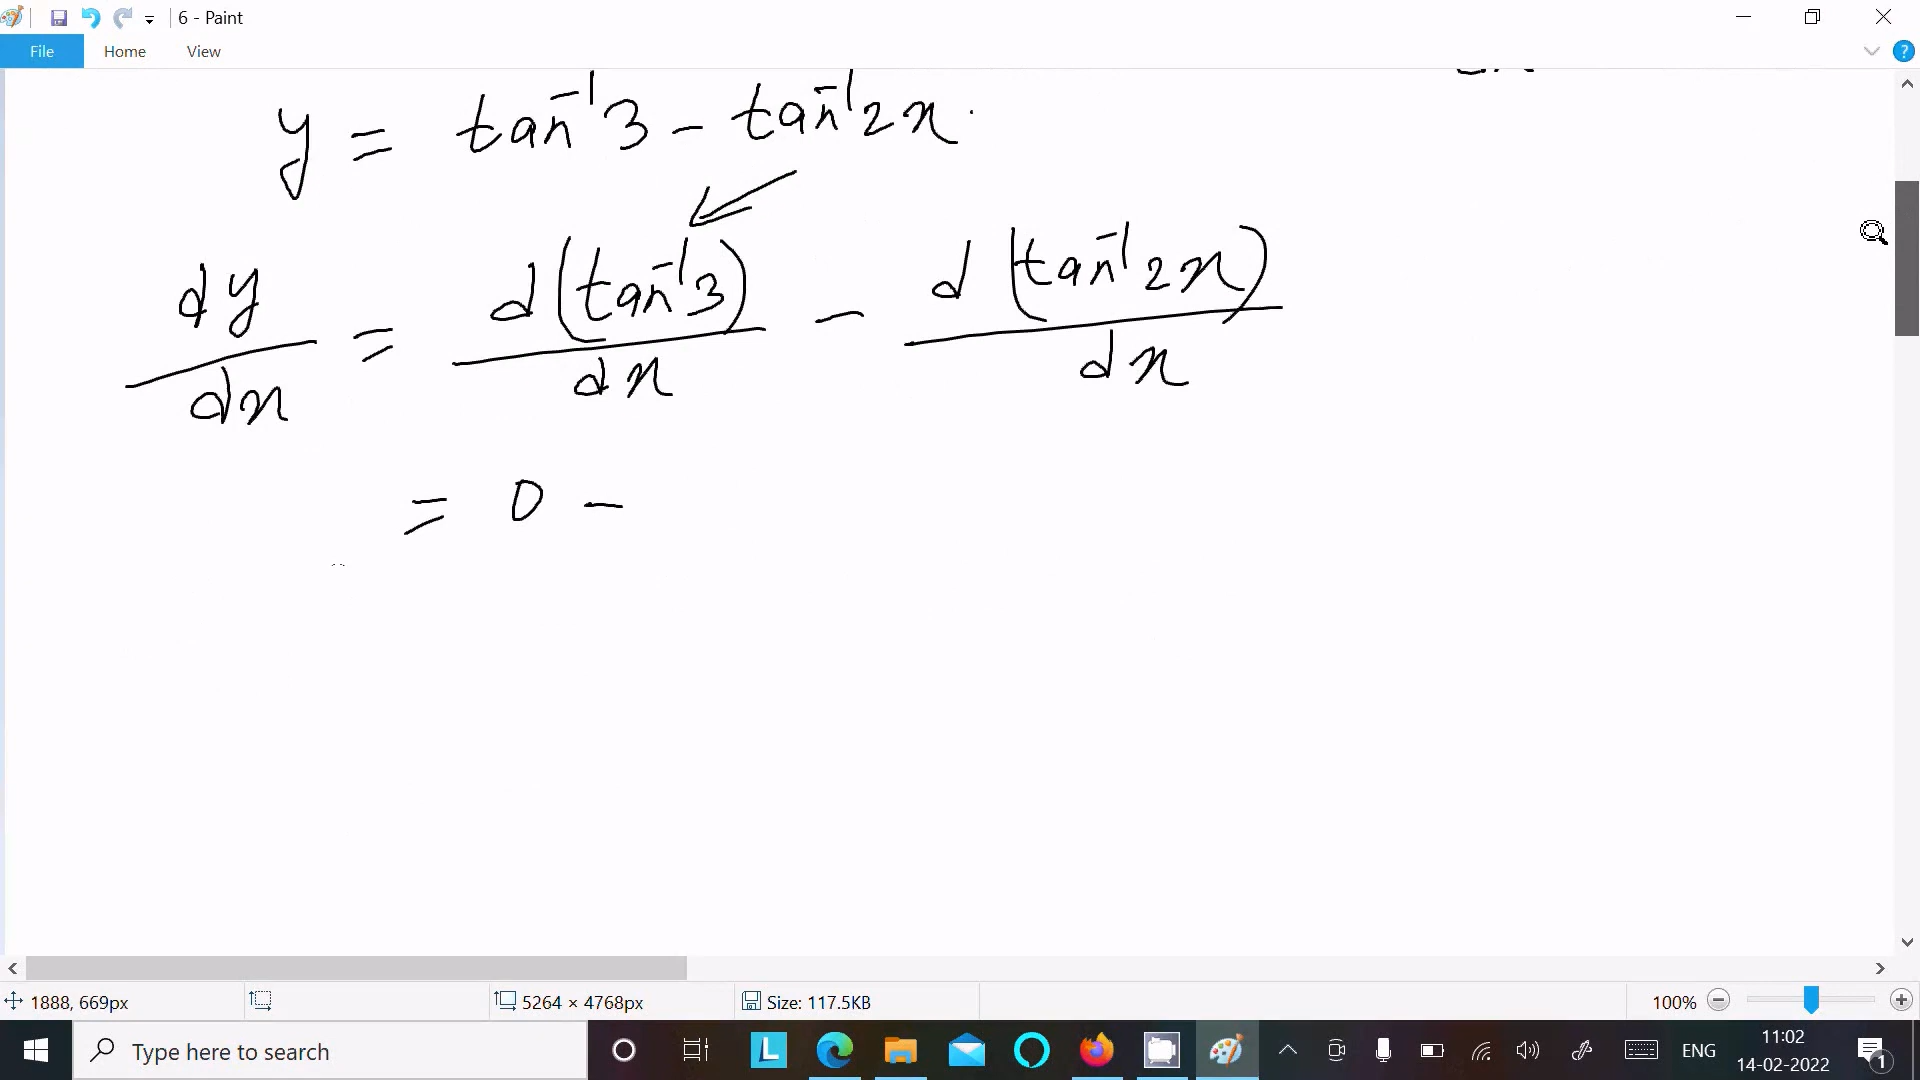 6 - Paint
File Home View
y = tan⁻¹3 - tan⁻¹2x.
dy/dx = d(tan⁻¹3)/dx - d(tan⁻¹2x)/dx
= 0 -
1888, 669px 5264 × 4768px Size: 117.5KB 100%
Type here to search L ENG 11:02
14-02-2022 1